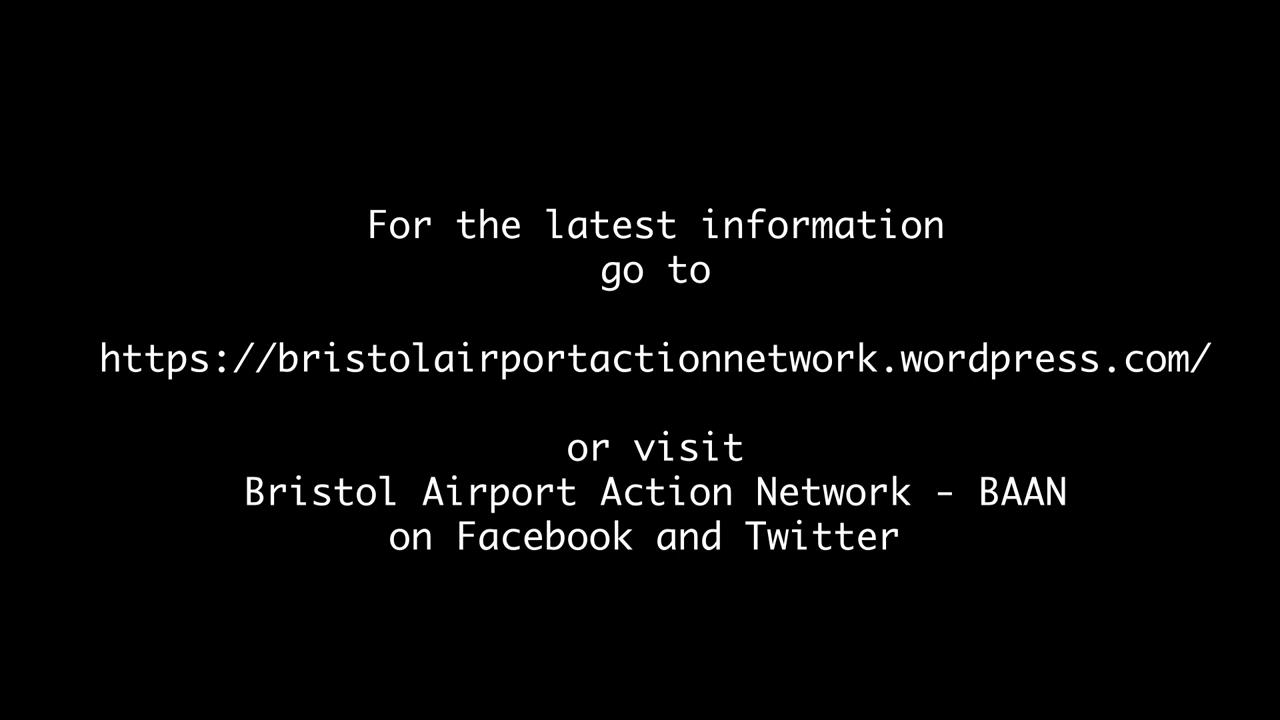 For the latest information
go to
https://bristolairportactionnetwork.wordpress.com/
or visit
Bristol Airport Action Network - BAAN
on Facebook and Twitter